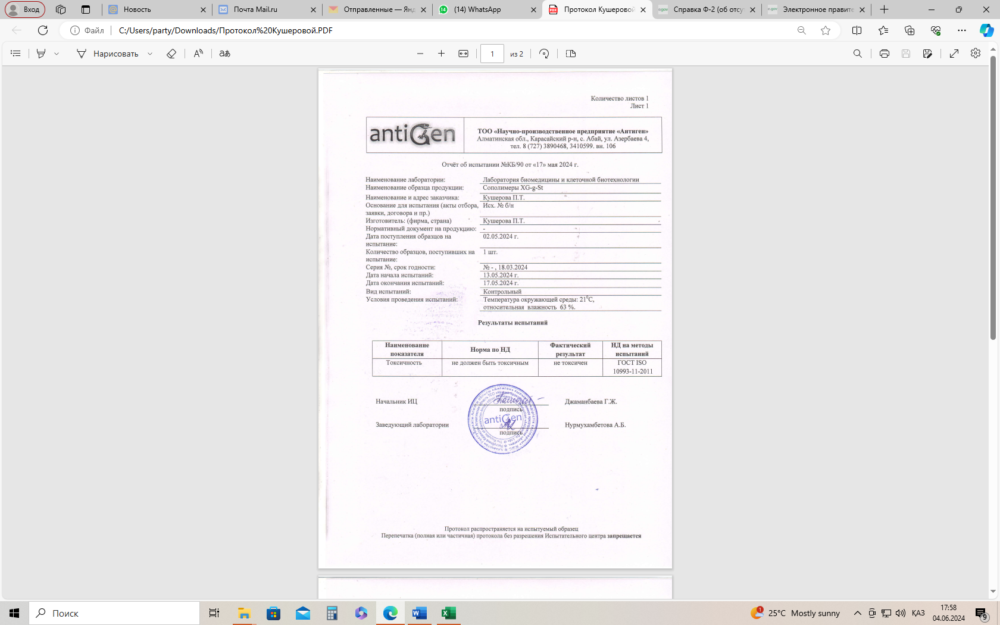 Вход
Новость
Почта Mail.ru
Отправленные — Янд
(14) WhatsApp
Протокол Кушеровой
Справка Ф-2 (об отсу
Электронное правите
Файл
C:/Users/party/Downloads/Протокол%20Кушеровой.PDF
Нарисовать
1
из 2
Количество листов 1
Лист 1
antiGen
ТОО «Научно-производственное предприятие «Антиген»
Алматинская обл., Карасайский р-н, с. Абай, ул. Азербаева 4,
тел. 8 (727) 3890468, 3410599. вн. 106
Отчёт об испытании №КБ/90 от «17» мая 2024 г.
Наименование лаборатории: Лаборатория биомедицины и клеточной биотехнологии
Наименование образца продукции: Сополимеры XG-g-St
Наименование и адрес заказчика: Кушерова П.Т.
Основание для испытания (акты отбора, Исх. № б/н
заявки, договора и пр.)
Изготовитель: (фирма, страна) Кушерова П.Т.
Нормативный документ на продукцию: -
Дата поступления образцов на 02.05.2024 г.
испытание:
Количество образцов, поступивших на 1 шт.
испытание:
Серия №, срок годности: № - , 18.03.2024
Дата начала испытаний: 13.05.2024 г.
Дата окончания испытаний: 17.05.2024 г.
Вид испытаний: Контрольный
Условия проведения испытаний: Температура окружающей среды: 21⁰С,
относительная влажность 63 %.
Результаты испытаний
Наименование показателя
Норма по НД
Фактический результат
НД на методы испытаний
Токсичность
не должен быть токсичным
не токсичен
ГОСТ ISO
10993-11-2011
Начальник ИЦ
Джаманбаева Г.Ж.
подпись
antiGen
Заведующий лаборатории
Нурмухамбетова А.Б.
подпись
Протокол распространяется на испытуемый образец
Перепечатка (полная или частичная) протокола без разрешения Испытательного центра запрещается
Поиск
25°C Mostly sunny
ҚАЗ
17:58
04.06.2024
9